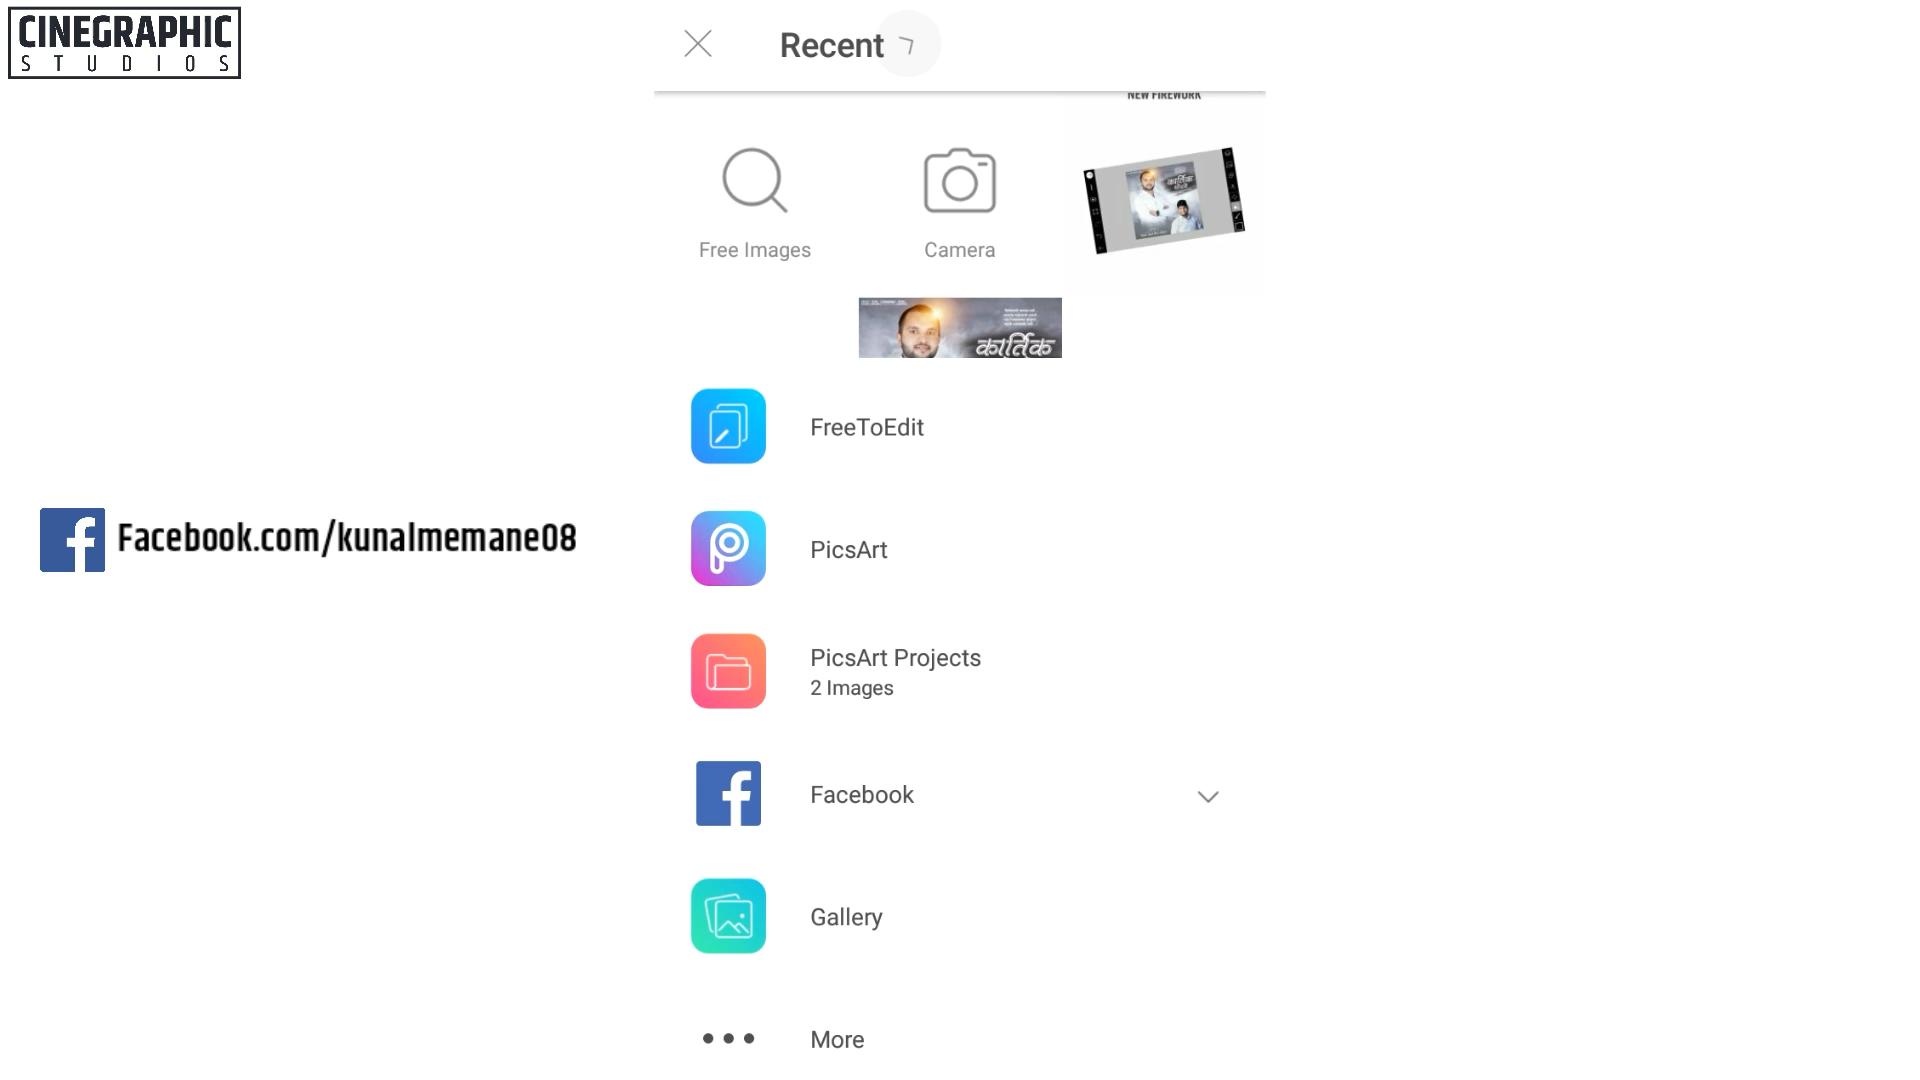 CINEGRAPHIC
STUDIOS
Recent
NEW FIREWORK
Free Images
Camera
कार्तिक
कार्तिक
FreeToEdit
PicsArt
Facebook.com/kunalmemane08
PicsArt Projects
2 Images
Facebook
Gallery
More